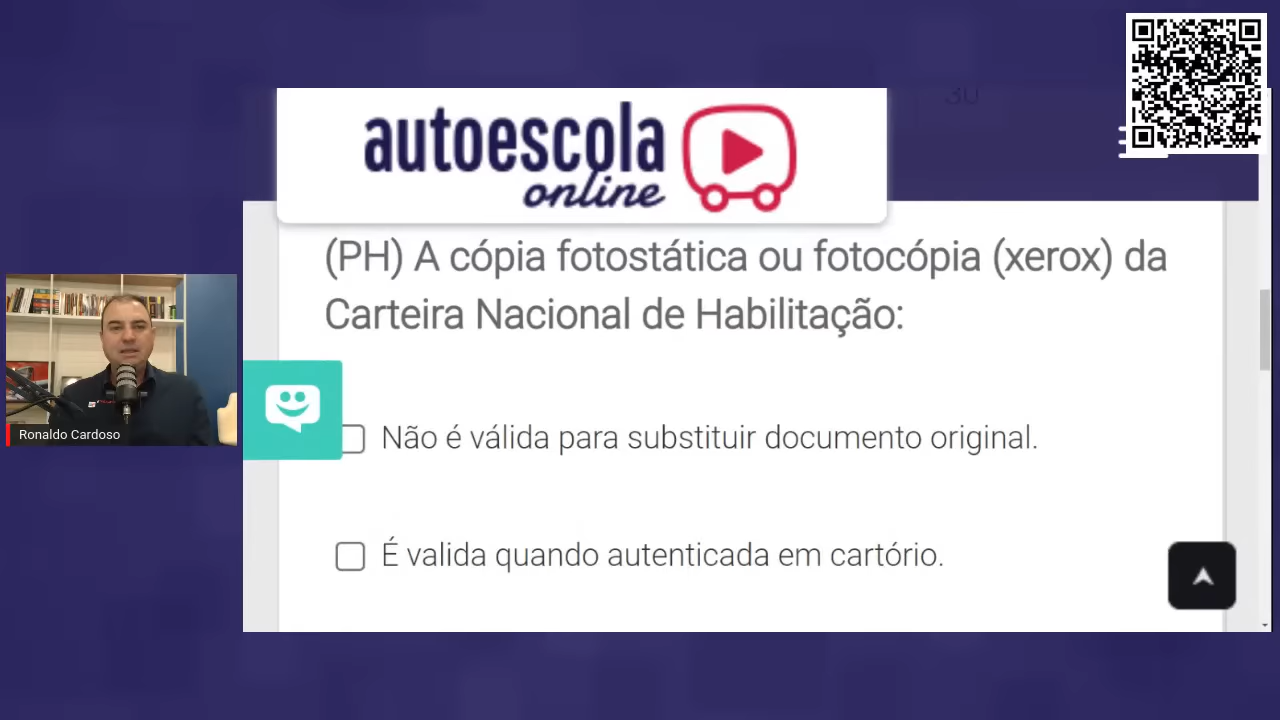 30
autoescola
online
(PH) A cópia fotostática ou fotocópia (xerox) da
Carteira Nacional de Habilitação:
Não é válida para substituir documento original.
Ronaldo Cardoso
É valida quando autenticada em cartório.